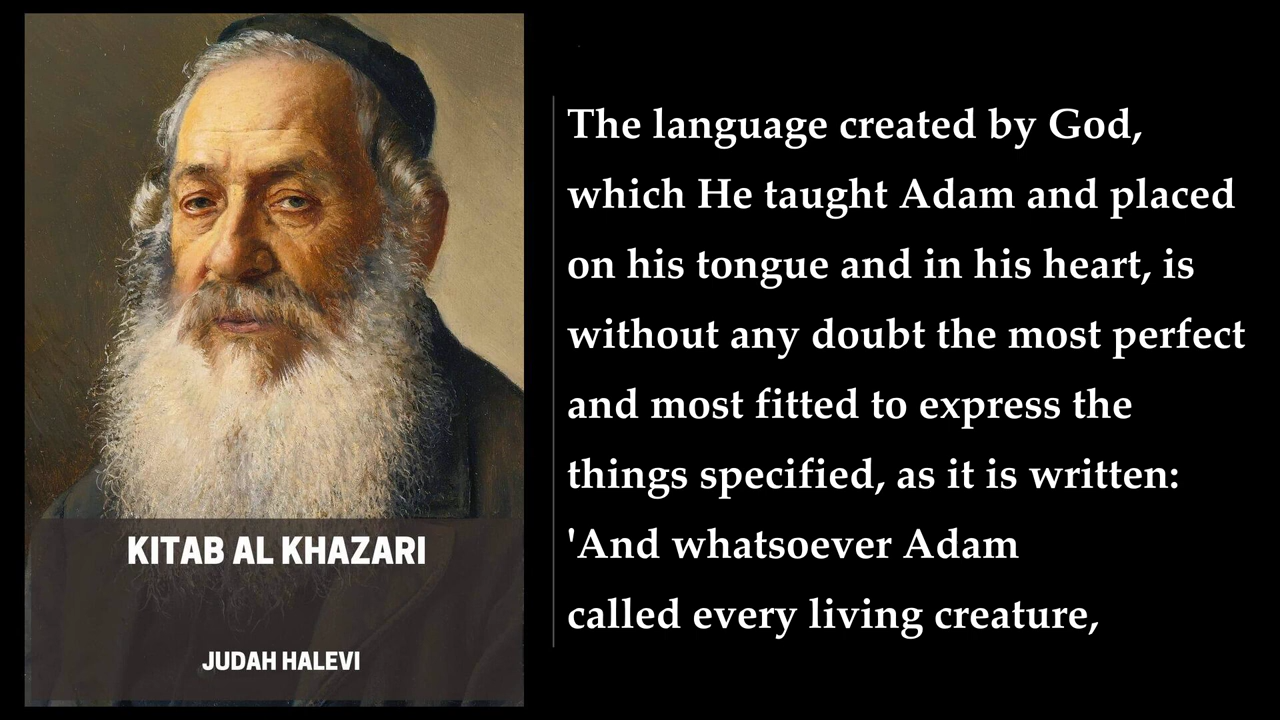 KITAB AL KHAZARI
JUDAH HALEVI
The language created by God,
which He taught Adam and placed
on his tongue and in his heart, is
without any doubt the most perfect
and most fitted to express the
things specified, as it is written:
'And whatsoever Adam
called every living creature,